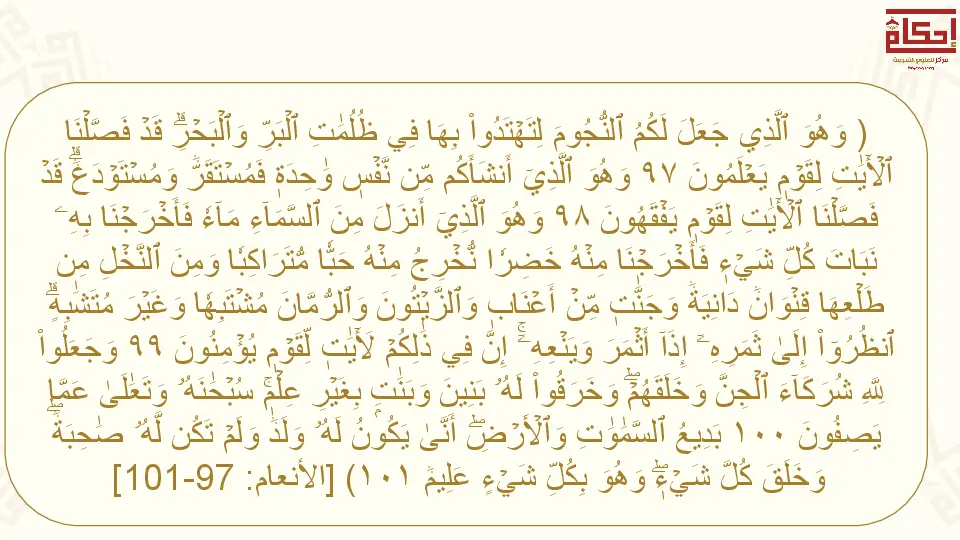 إحكام
مركز للعلوم الشرعية
( وَهُوَ ٱلَّذِي جَعَلَ لَكُمُ ٱلنُّجُومَ لِتَهۡتَدُواْ بِهَا فِي ظُلُمَٰتِ ٱلۡبَرِّ وَٱلۡبَحۡرِۗ قَدۡ فَصَّلۡنَا
ٱلۡأٓيَٰتِ لِقَوۡمٖ يَعۡلَمُونَ ٩٧ وَهُوَ ٱلَّذِيٓ أَنشَأَكُم مِّن نَّفۡسٖ وَٰحِدَةٖ فَمُسۡتَقَرّٞ وَمُسۡتَوۡدَعٞۗ قَدۡ
فَصَّلۡنَا ٱلۡأٓيَٰتِ لِقَوۡمٖ يَفۡقَهُونَ ٩٨ وَهُوَ ٱلَّذِيٓ أَنزَلَ مِنَ ٱلسَّمَآءِ مَآءٗ فَأَخۡرَجۡنَا بِهِۦ
نَبَاتَ كُلِّ شَيۡءٖ فَأَخۡرَجۡنَا مِنۡهُ خَضِرٗا نُّخۡرِجُ مِنۡهُ حَبّٗا مُّتَرَاكِبٗا وَمِنَ ٱلنَّخۡلِ مِن
طَلۡعِهَا قِنۡوَانٞ دَانِيَةٞ وَجَنَّٰتٖ مِّنۡ أَعۡنَابٖ وَٱلزَّيۡتُونَ وَٱلرُّمَّانَ مُشۡتَبِهٗا وَغَيۡرَ مُتَشَٰبِهٍۗ
ٱنظُرُوٓاْ إِلَىٰ ثَمَرِهِۦٓ إِذَآ أَثۡمَرَ وَيَنۡعِهِۦٓۚ إِنَّ فِي ذَٰلِكُمۡ لَأٓيَٰتٖ لِّقَوۡمٖ يُؤۡمِنُونَ ٩٩ وَجَعَلُواْ
لِلَّهِ شُرَكَآءَ ٱلۡجِنَّ وَخَلَقَهُمۡۖ وَخَرَقُواْ لَهُۥ بَنِينَ وَبَنَٰتِۭ بِغَيۡرِ عِلۡمٖۚ سُبۡحَٰنَهُۥ وَتَعَٰلَىٰ عَمَّا
يَصِفُونَ ١٠٠ بَدِيعُ ٱلسَّمَٰوَٰتِ وَٱلۡأَرۡضِۖ أَنَّىٰ يَكُونُ لَهُۥ وَلَدٞ وَلَمۡ تَكُن لَّهُۥ صَٰحِبَةٞۖ
وَخَلَقَ كُلَّ شَيۡءٖۖ وَهُوَ بِكُلِّ شَيۡءٍ عَلِيمٞ ١٠١) [الأنعام: 97-101]